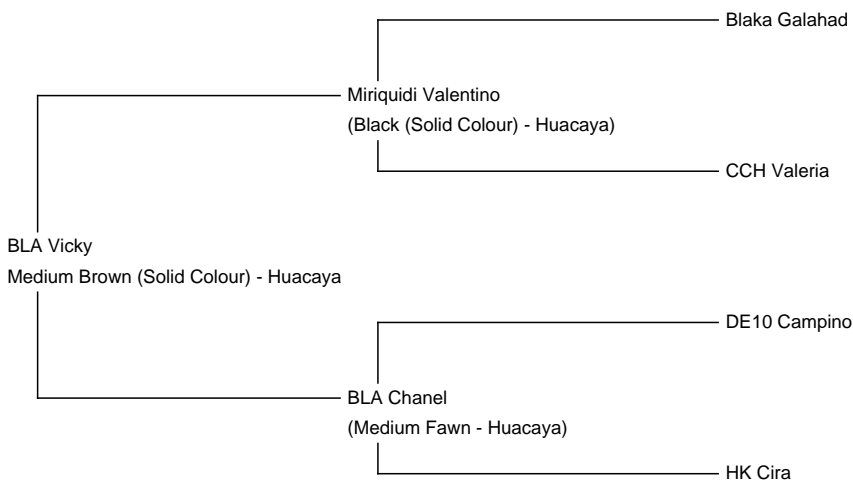 Blaka Galahad
Miriquidi Valentino
(Black (Solid Colour) - Huacaya)
CCH Valeria
BLA Vicky
Medium Brown (Solid Colour) - Huacaya
DE10 Campino
BLA Chanel
(Medium Fawn - Huacaya)
HK Cira